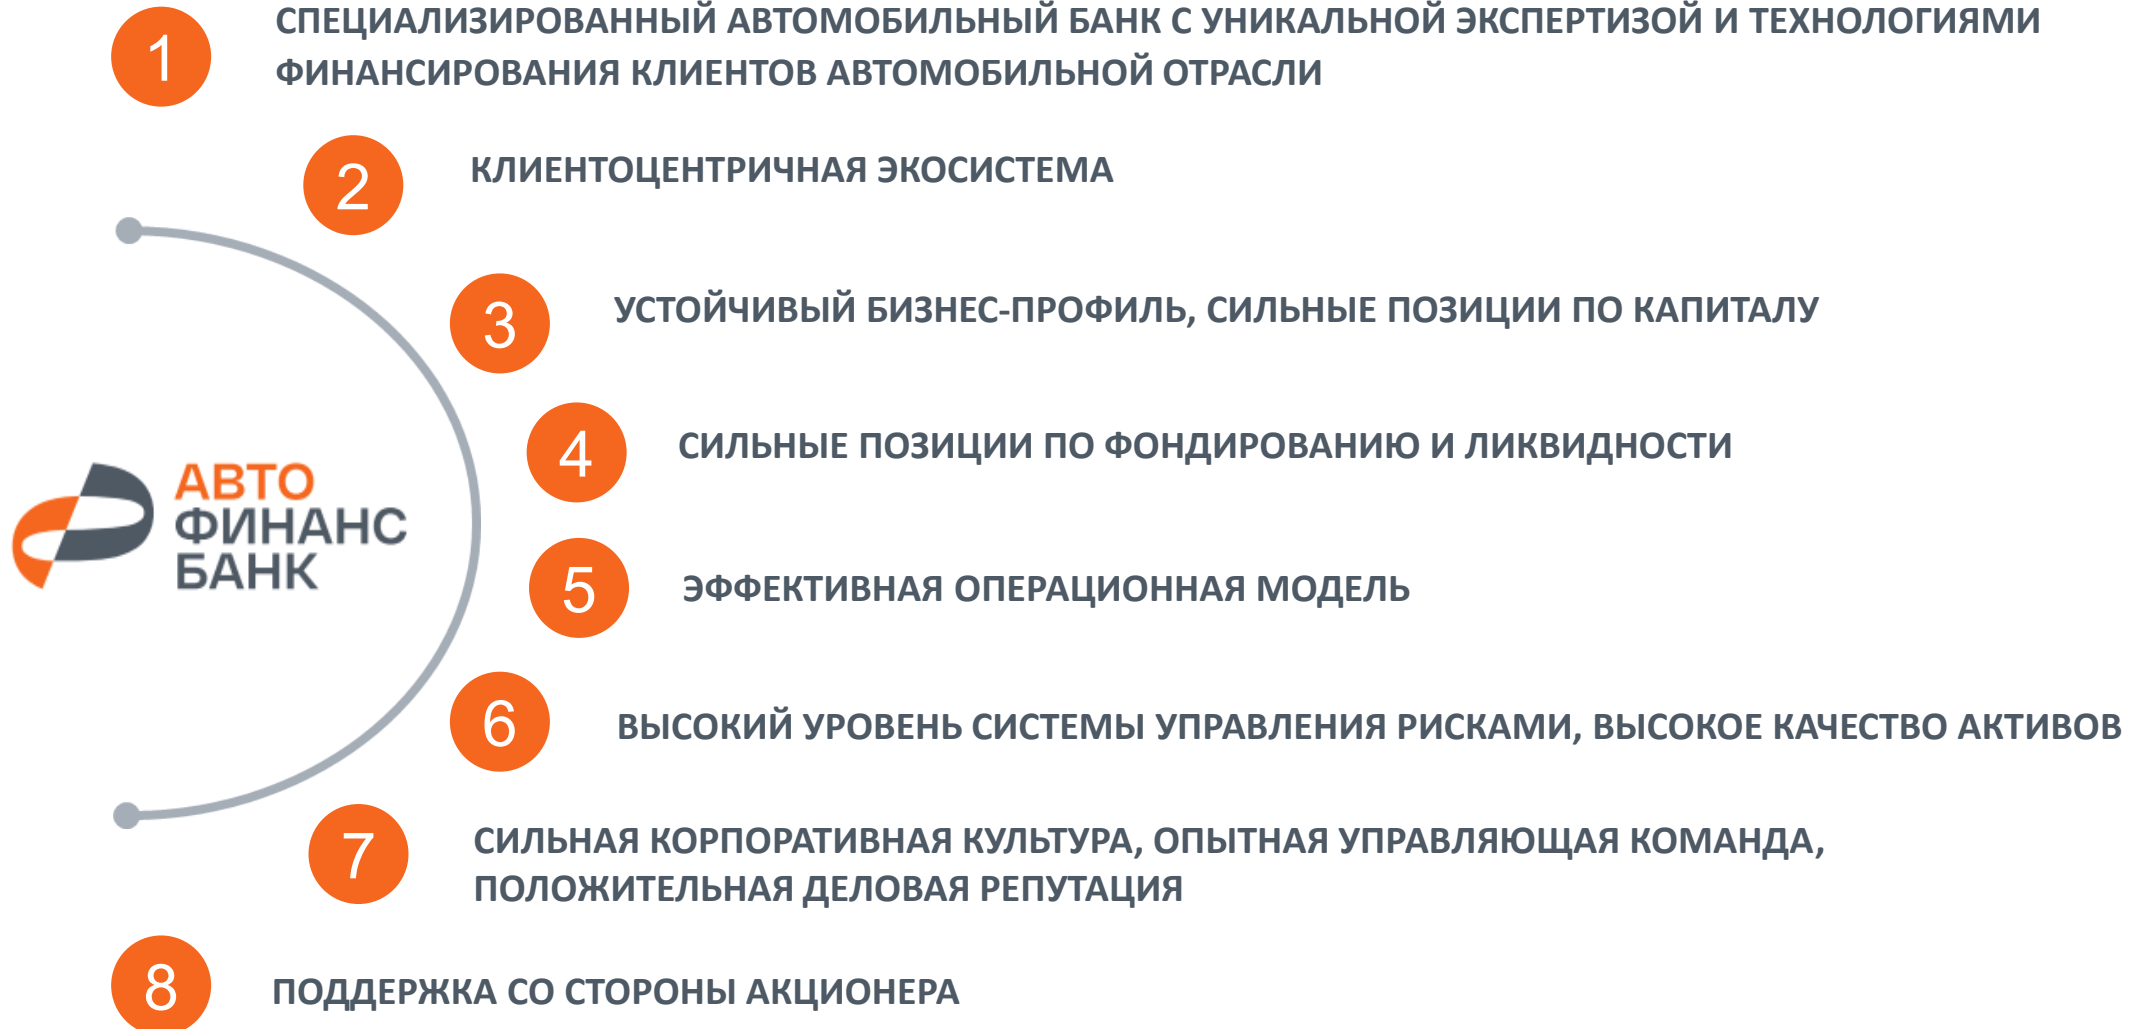 1
СПЕЦИАЛИЗИРОВАННЫЙ АВТОМОБИЛЬНЫЙ БАНК С УНИКАЛЬНОЙ ЭКСПЕРТИЗОЙ И ТЕХНОЛОГИЯМИ
ФИНАНСИРОВАНИЯ КЛИЕНТОВ АВТОМОБИЛЬНОЙ ОТРАСЛИ
2
КЛИЕНТОЦЕНТРИЧНАЯ ЭКОСИСТЕМА
3
УСТОЙЧИВЫЙ БИЗНЕС-ПРОФИЛЬ, СИЛЬНЫЕ ПОЗИЦИИ ПО КАПИТАЛУ
4
СИЛЬНЫЕ ПОЗИЦИИ ПО ФОНДИРОВАНИЮ И ЛИКВИДНОСТИ
АВТО
ФИНАНС
БАНК
5
ЭФФЕКТИВНАЯ ОПЕРАЦИОННАЯ МОДЕЛЬ
6
ВЫСОКИЙ УРОВЕНЬ СИСТЕМЫ УПРАВЛЕНИЯ РИСКАМИ, ВЫСОКОЕ КАЧЕСТВО АКТИВОВ
7
СИЛЬНАЯ КОРПОРАТИВНАЯ КУЛЬТУРА, ОПЫТНАЯ УПРАВЛЯЮЩАЯ КОМАНДА,
ПОЛОЖИТЕЛЬНАЯ ДЕЛОВАЯ РЕПУТАЦИЯ
8
ПОДДЕРЖКА СО СТОРОНЫ АКЦИОНЕРА